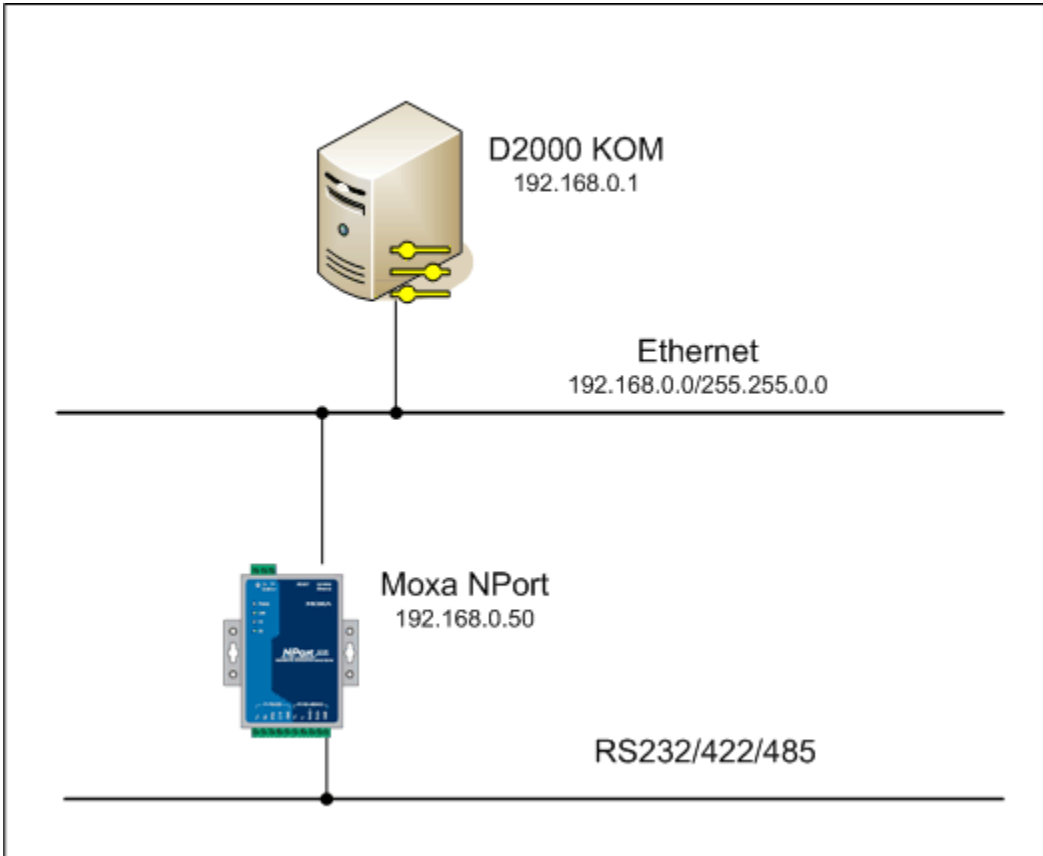 D2000 KOM
192.168.0.1
Ethernet
192.168.0.0/255.255.0.0
Moxa NPort
192.168.0.50
NPort
RS232/422/485